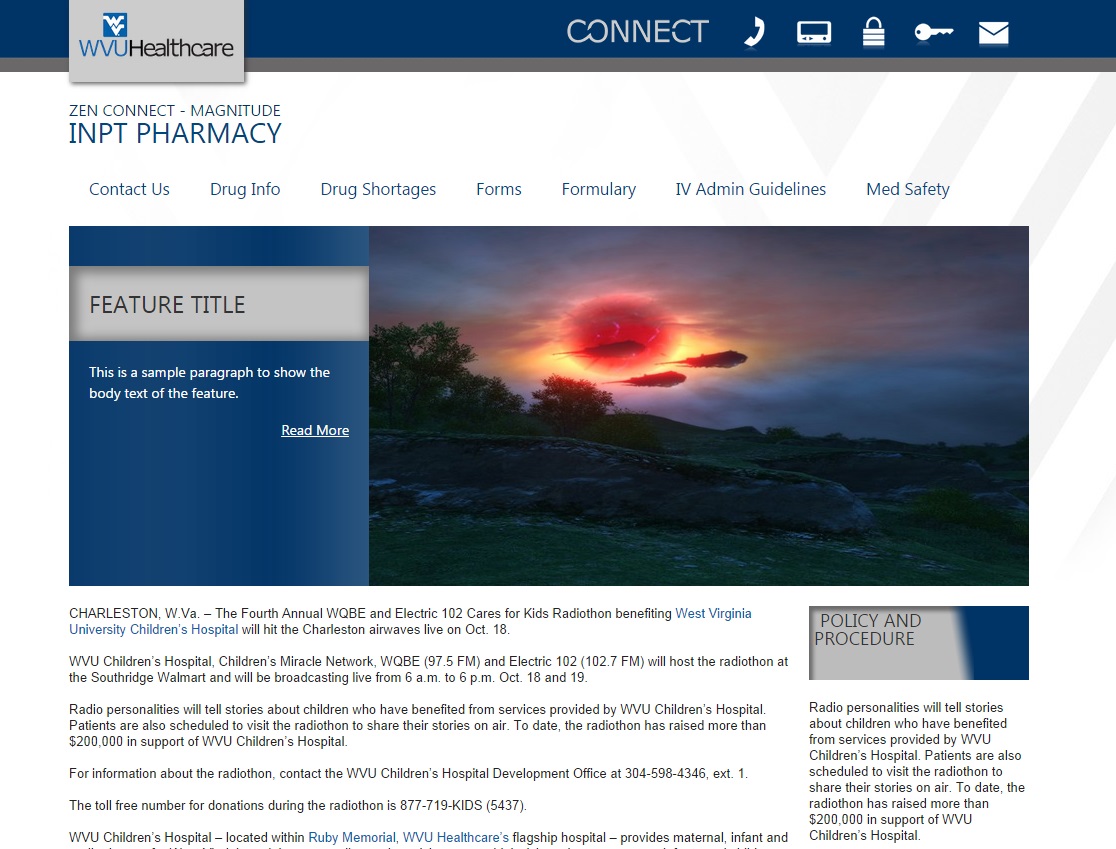 WV
WVUHealthcare
CONNECT
ZEN CONNECT - MAGNITUDE
INPT PHARMACY
Contact Us Drug Info Drug Shortages Forms Formulary IV Admin Guidelines Med Safety
FEATURE TITLE
This is a sample paragraph to show the
body text of the feature.
Read More
CHARLESTON, W.Va. – The Fourth Annual WQBE and Electric 102 Cares for Kids Radiothon benefiting West Virginia
University Children's Hospital will hit the Charleston airwaves live on Oct. 18.
WVU Children's Hospital, Children's Miracle Network, WQBE (97.5 FM) and Electric 102 (102.7 FM) will host the radiothon at
the Southridge Walmart and will be broadcasting live from 6 a.m. to 6 p.m. Oct. 18 and 19.
Radio personalities will tell stories about children who have benefited from services provided by WVU Children's Hospital.
Patients are also scheduled to visit the radiothon to share their stories on air. To date, the radiothon has raised more than
$200,000 in support of WVU Children's Hospital.
For information about the radiothon, contact the WVU Children's Hospital Development Office at 304-598-4346, ext. 1.
The toll free number for donations during the radiothon is 877-719-KIDS (5437).
WVU Children's Hospital – located within Ruby Memorial, WVU Healthcare's flagship hospital – provides maternal, infant and
POLICY AND
PROCEDURE
Radio personalities will tell stories
about children who have benefited
from services provided by WVU
Children's Hospital. Patients are also
scheduled to visit the radiothon to
share their stories on air. To date, the
radiothon has raised more than
$200,000 in support of WVU
Children's Hospital.